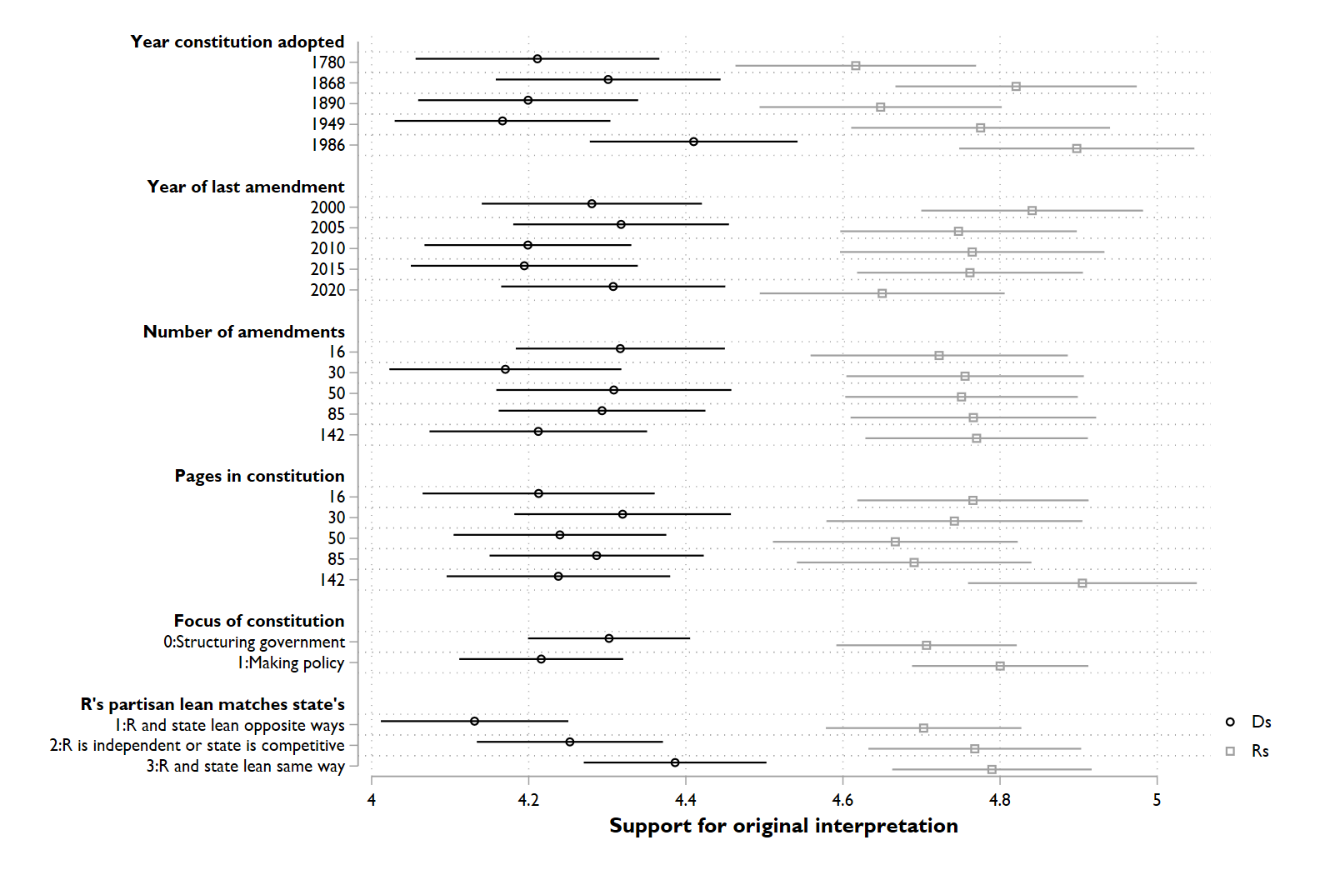 Year constitution adopted
1780
1868
1890
1949
1986
Year of last amendment
2000
2005
2010
2015
2020
Number of amendments
16
30
50
85
142
Pages in constitution
16
30
50
85
142
Focus of constitution
0:Structuring government
1:Making policy
R's partisan lean matches state's
1:R and state lean opposite ways
2:R is independent or state is competitive
3:R and state lean same way
Ds
Rs
4 4.2 4.4 4.6 4.8 5
Support for original interpretation